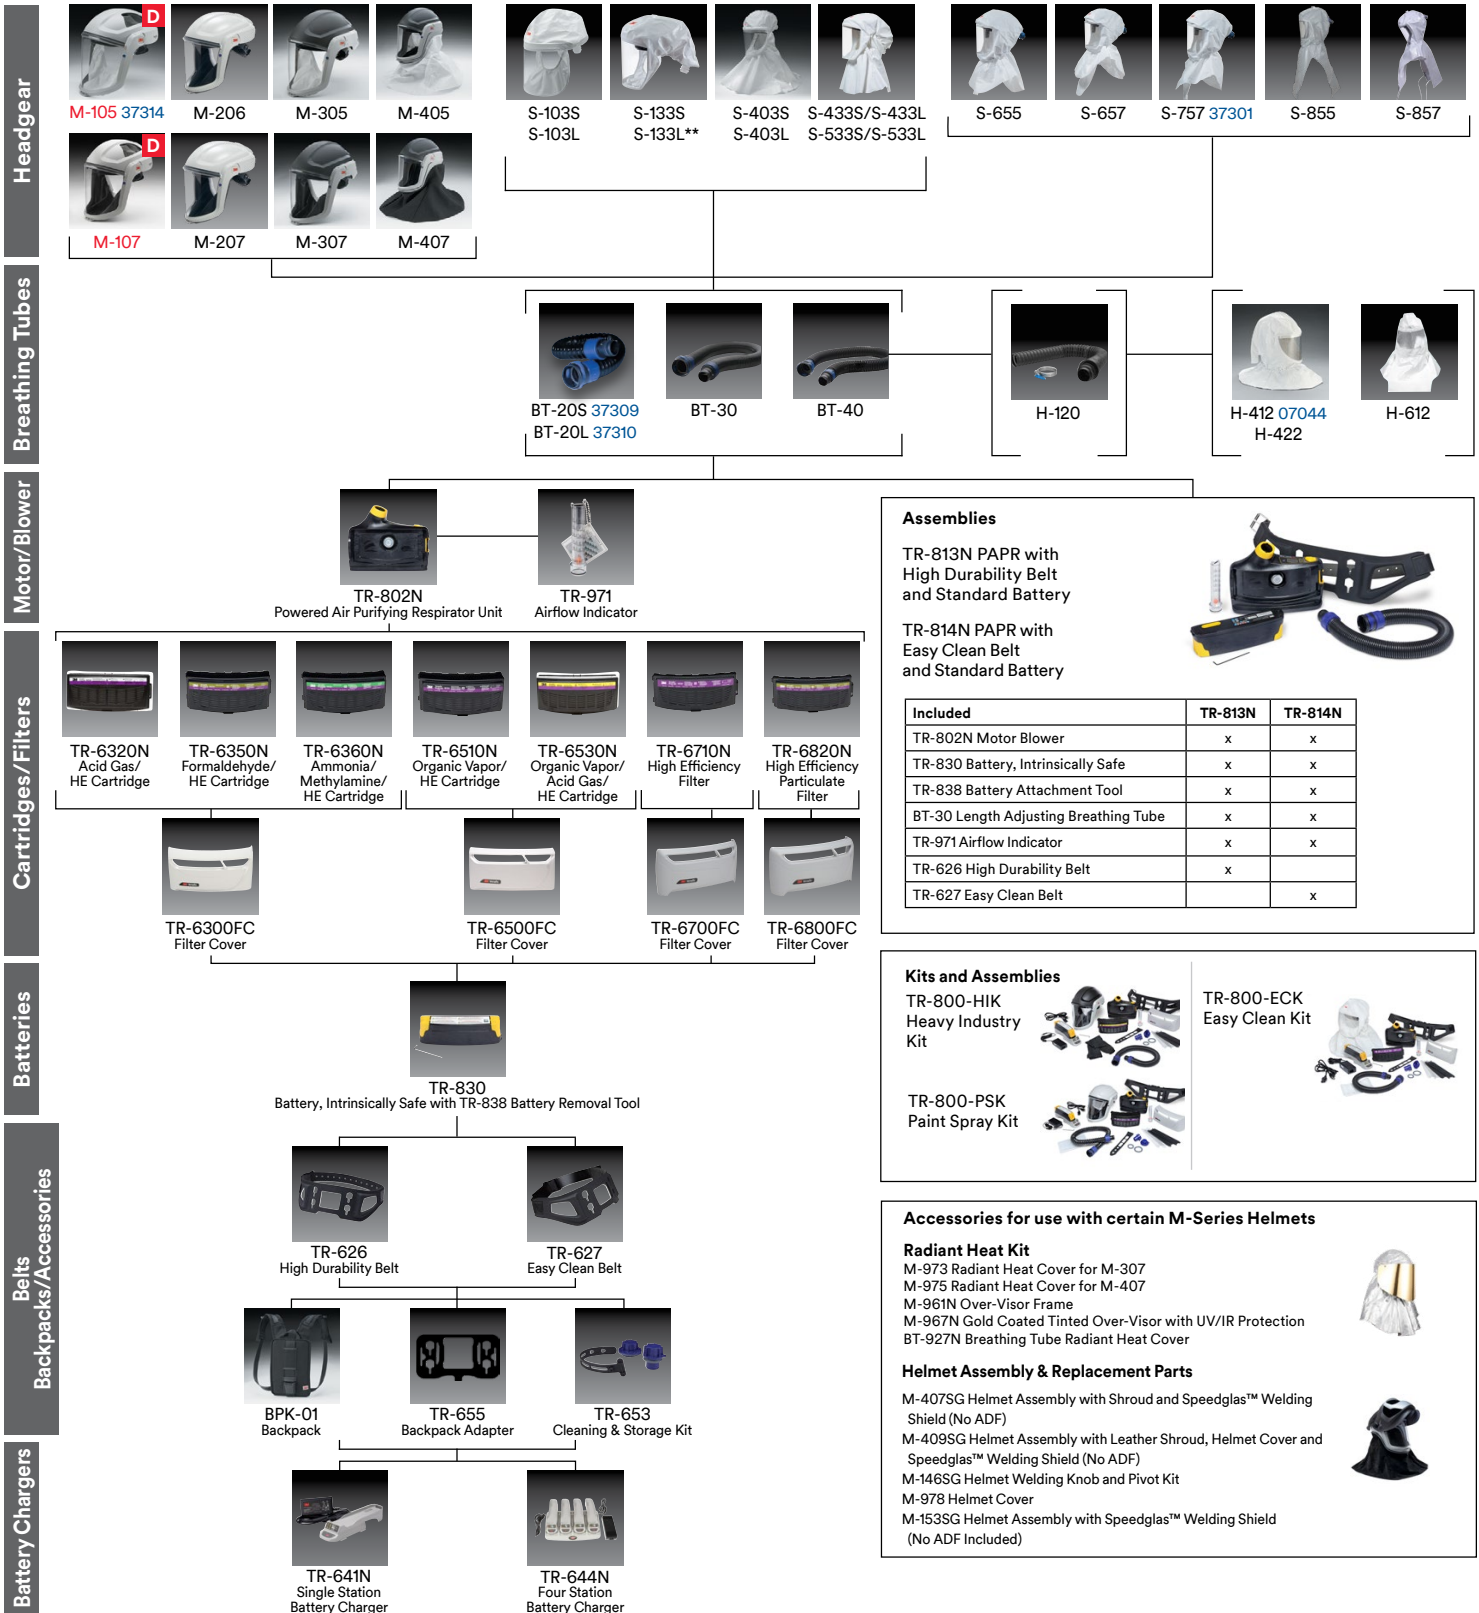 Headgear
D
M-105 37314
M-206
M-305
M-405
D
M-107
M-207
M-307
M-407
S-103S
S-103L
S-133S
S-133L**
S-403S
S-403L
S-433S/S-433L
S-533S/S-533L
S-655
S-657
S-757 37301
S-855
S-857
Breathing Tubes
BT-20S 37309
BT-20L 37310
BT-30
BT-40
H-120
H-412 07044
H-422
H-612
Motor/Blower
TR-802N
Powered Air Purifying Respirator Unit
TR-971
Airflow Indicator
Cartridges/Filters
TR-6320N
Acid Gas/
HE Cartridge
TR-6350N
Formaldehyde/
HE Cartridge
TR-6360N
Ammonia/
Methylamine/
HE Cartridge
TR-6510N
Organic Vapor/
HE Cartridge
TR-6530N
Organic Vapor/
Acid Gas/
HE Cartridge
TR-6710N
High Efficiency
Filter
TR-6820N
High Efficiency
Particulate
Filter
TR-6300FC
Filter Cover
TR-6500FC
Filter Cover
TR-6700FC
Filter Cover
TR-6800FC
Filter Cover
Batteries
TR-830
Battery, Intrinsically Safe with TR-838 Battery Removal Tool
Belts
Backpacks/Accessories
TR-626
High Durability Belt
TR-627
Easy Clean Belt
BPK-01
Backpack
TR-655
Backpack Adapter
TR-653
Cleaning & Storage Kit
Battery Chargers
TR-641N
Single Station
Battery Charger
TR-644N
Four Station
Battery Charger
Assemblies
TR-813N PAPR with
High Durability Belt
and Standard Battery
TR-814N PAPR with
Easy Clean Belt
and Standard Battery
Included TR-813N TR-814N
TR-802N Motor Blower x x
TR-830 Battery, Intrinsically Safe x x
TR-838 Battery Attachment Tool x x
BT-30 Length Adjusting Breathing Tube x x
TR-971 Airflow Indicator x x
TR-626 High Durability Belt x
TR-627 Easy Clean Belt x
Kits and Assemblies
TR-800-HIK
Heavy Industry
Kit
TR-800-PSK
Paint Spray Kit
TR-800-ECK
Easy Clean Kit
Accessories for use with certain M-Series Helmets
Radiant Heat Kit
M-973 Radiant Heat Cover for M-307
M-975 Radiant Heat Cover for M-407
M-961N Over-Visor Frame
M-967N Gold Coated Tinted Over-Visor with UV/IR Protection
BT-927N Breathing Tube Radiant Heat Cover
Helmet Assembly & Replacement Parts
M-407SG Helmet Assembly with Shroud and Speedglas™ Welding
Shield (No ADF)
M-409SG Helmet Assembly with Leather Shroud, Helmet Cover and
Speedglas™ Welding Shield (No ADF)
M-146SG Helmet Welding Knob and Pivot Kit
M-978 Helmet Cover
M-153SG Helmet Assembly with Speedglas™ Welding Shield
(No ADF Included)